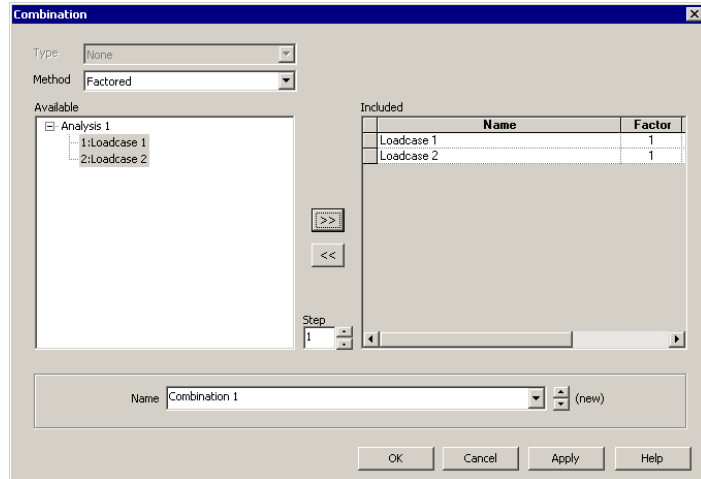 Combination
Type None
Method Factored
Available
Included
Analysis 1
1:Loadcase 1
2:Loadcase 2
Name Factor
Loadcase 1 1
Loadcase 2 1
>>
<<
Step
1
Name Combination 1 (new)
OK Cancel Apply Help